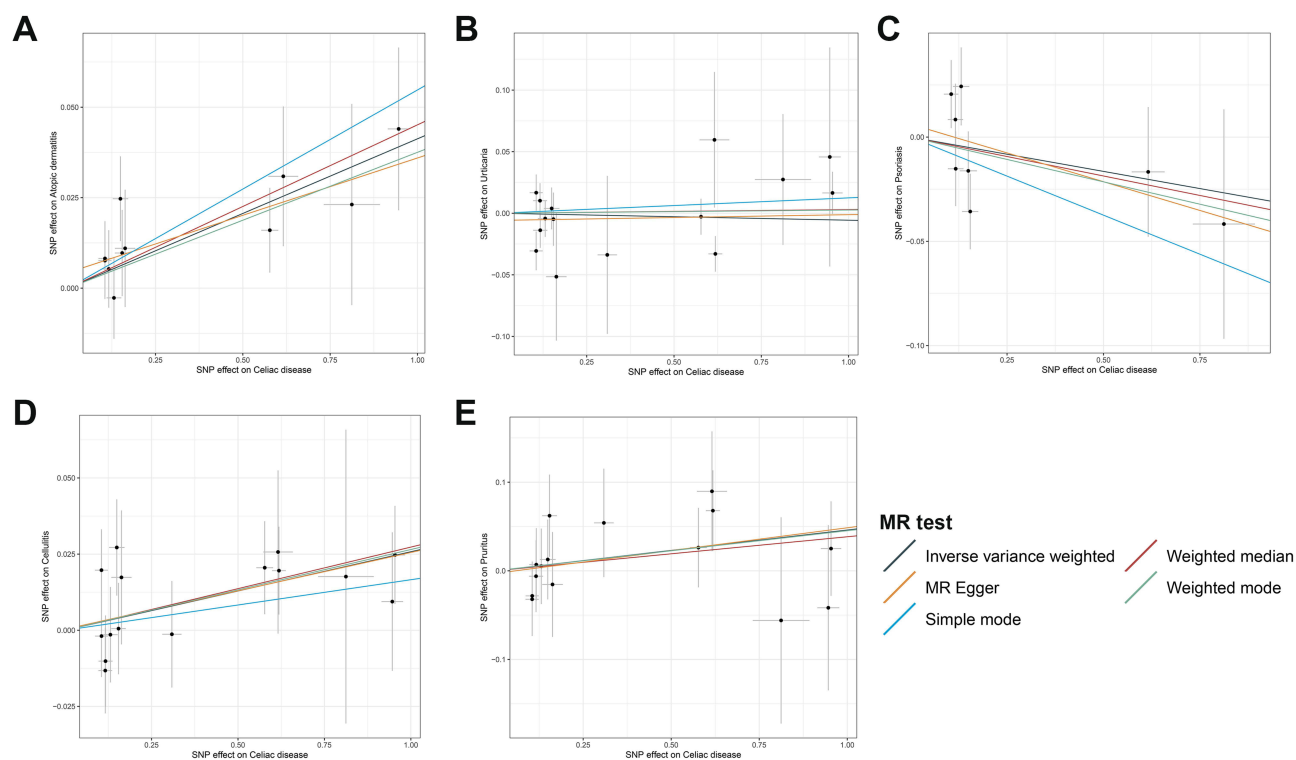 A
SNP effect on Atopic dermatitis
0.050
0.025
0.000
0.25
0.50
0.75
1.00
SNP effect on Celiac disease
B
SNP effect on Urticaria
0.10
0.05
0.00
−0.05
−0.10
0.25
0.50
0.75
1.00
SNP effect on Celiac disease
C
SNP effect on Psoriasis
0.00
−0.05
−0.10
0.25
0.50
0.75
SNP effect on Celiac disease
D
SNP effect on Cellulitis
0.050
0.025
0.000
−0.025
0.25
0.50
0.75
1.00
SNP effect on Celiac disease
E
SNP effect on Pruritus
0.1
0.0
−0.1
0.25
0.50
0.75
1.00
SNP effect on Celiac disease
MR test
Inverse variance weighted
Weighted median
MR Egger
Weighted mode
Simple mode